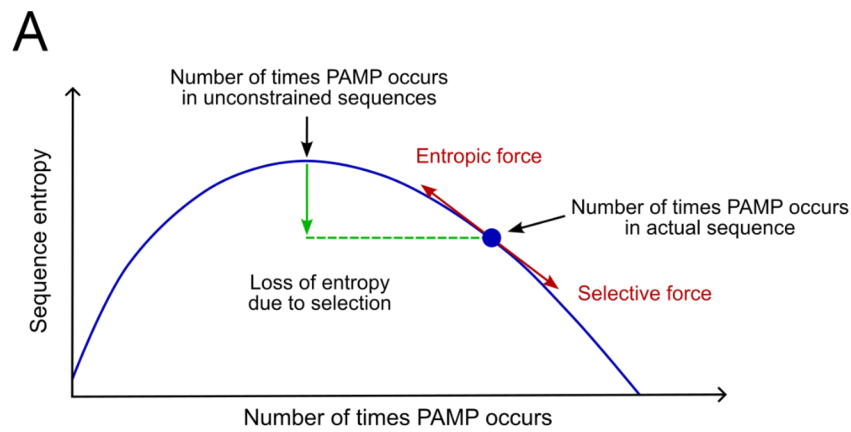 A
Number of times PAMP occurs
in unconstrained sequences
Entropic force
Number of times PAMP occurs
in actual sequence
Sequence entropy
Loss of entropy
due to selection
Selective force
Number of times PAMP occurs